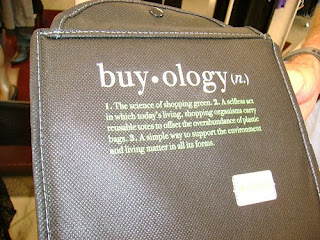 buy•ology (n.)
1. The science of shopping green. 2. A selfless act
in which today's living, shopping organisms carry
reusable totes to offset the overabundance of plastic
bags. 3. A simple way to support the environment
and living matter in all its forms.